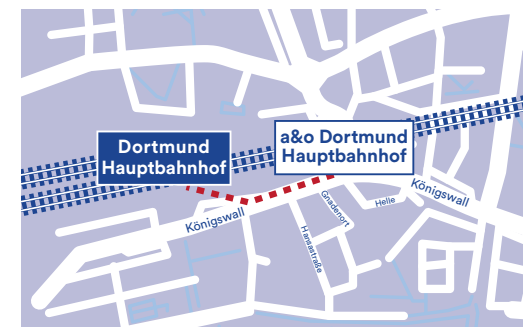 Dortmund
Hauptbahnhof
a&o Dortmund
Hauptbahnhof
Königswall
Königswall
Hansastraße
Gnadenort
Helle